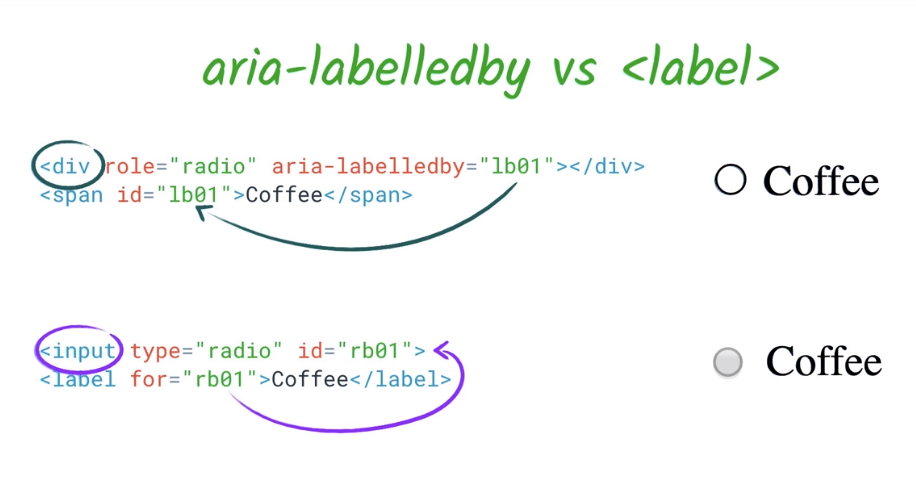 aria-labelledby vs <label>
<div role="radio" aria-labelledby="lb01"></div>
<span id="lb01">Coffee</span>
Coffee
<input type="radio" id="rb01">
<label for="rb01">Coffee</label>
Coffee